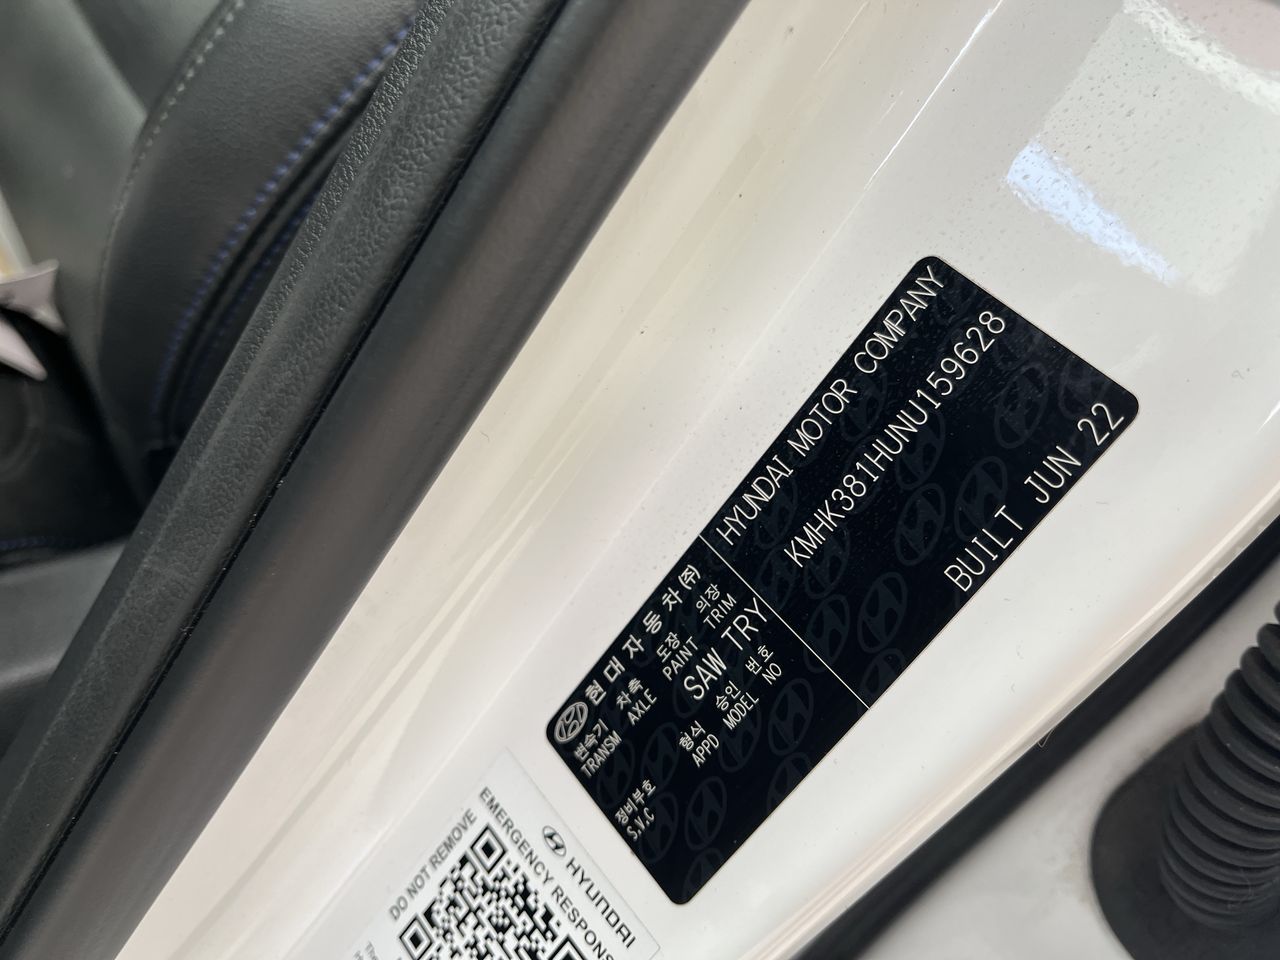 현대자동차(주) HYUNDAI MOTOR COMPANY
변속기 차축 도장 의장
TRANSM AXLE PAINT TRIM
SAW TRY
KMHK381HUNU159628
형식 승인 번호
APPD MODEL NO
정비부호
S.V.C
BUILT JUN 22
HYUNDAI
EMERGENCY RESPONS
DO NOT REMOVE